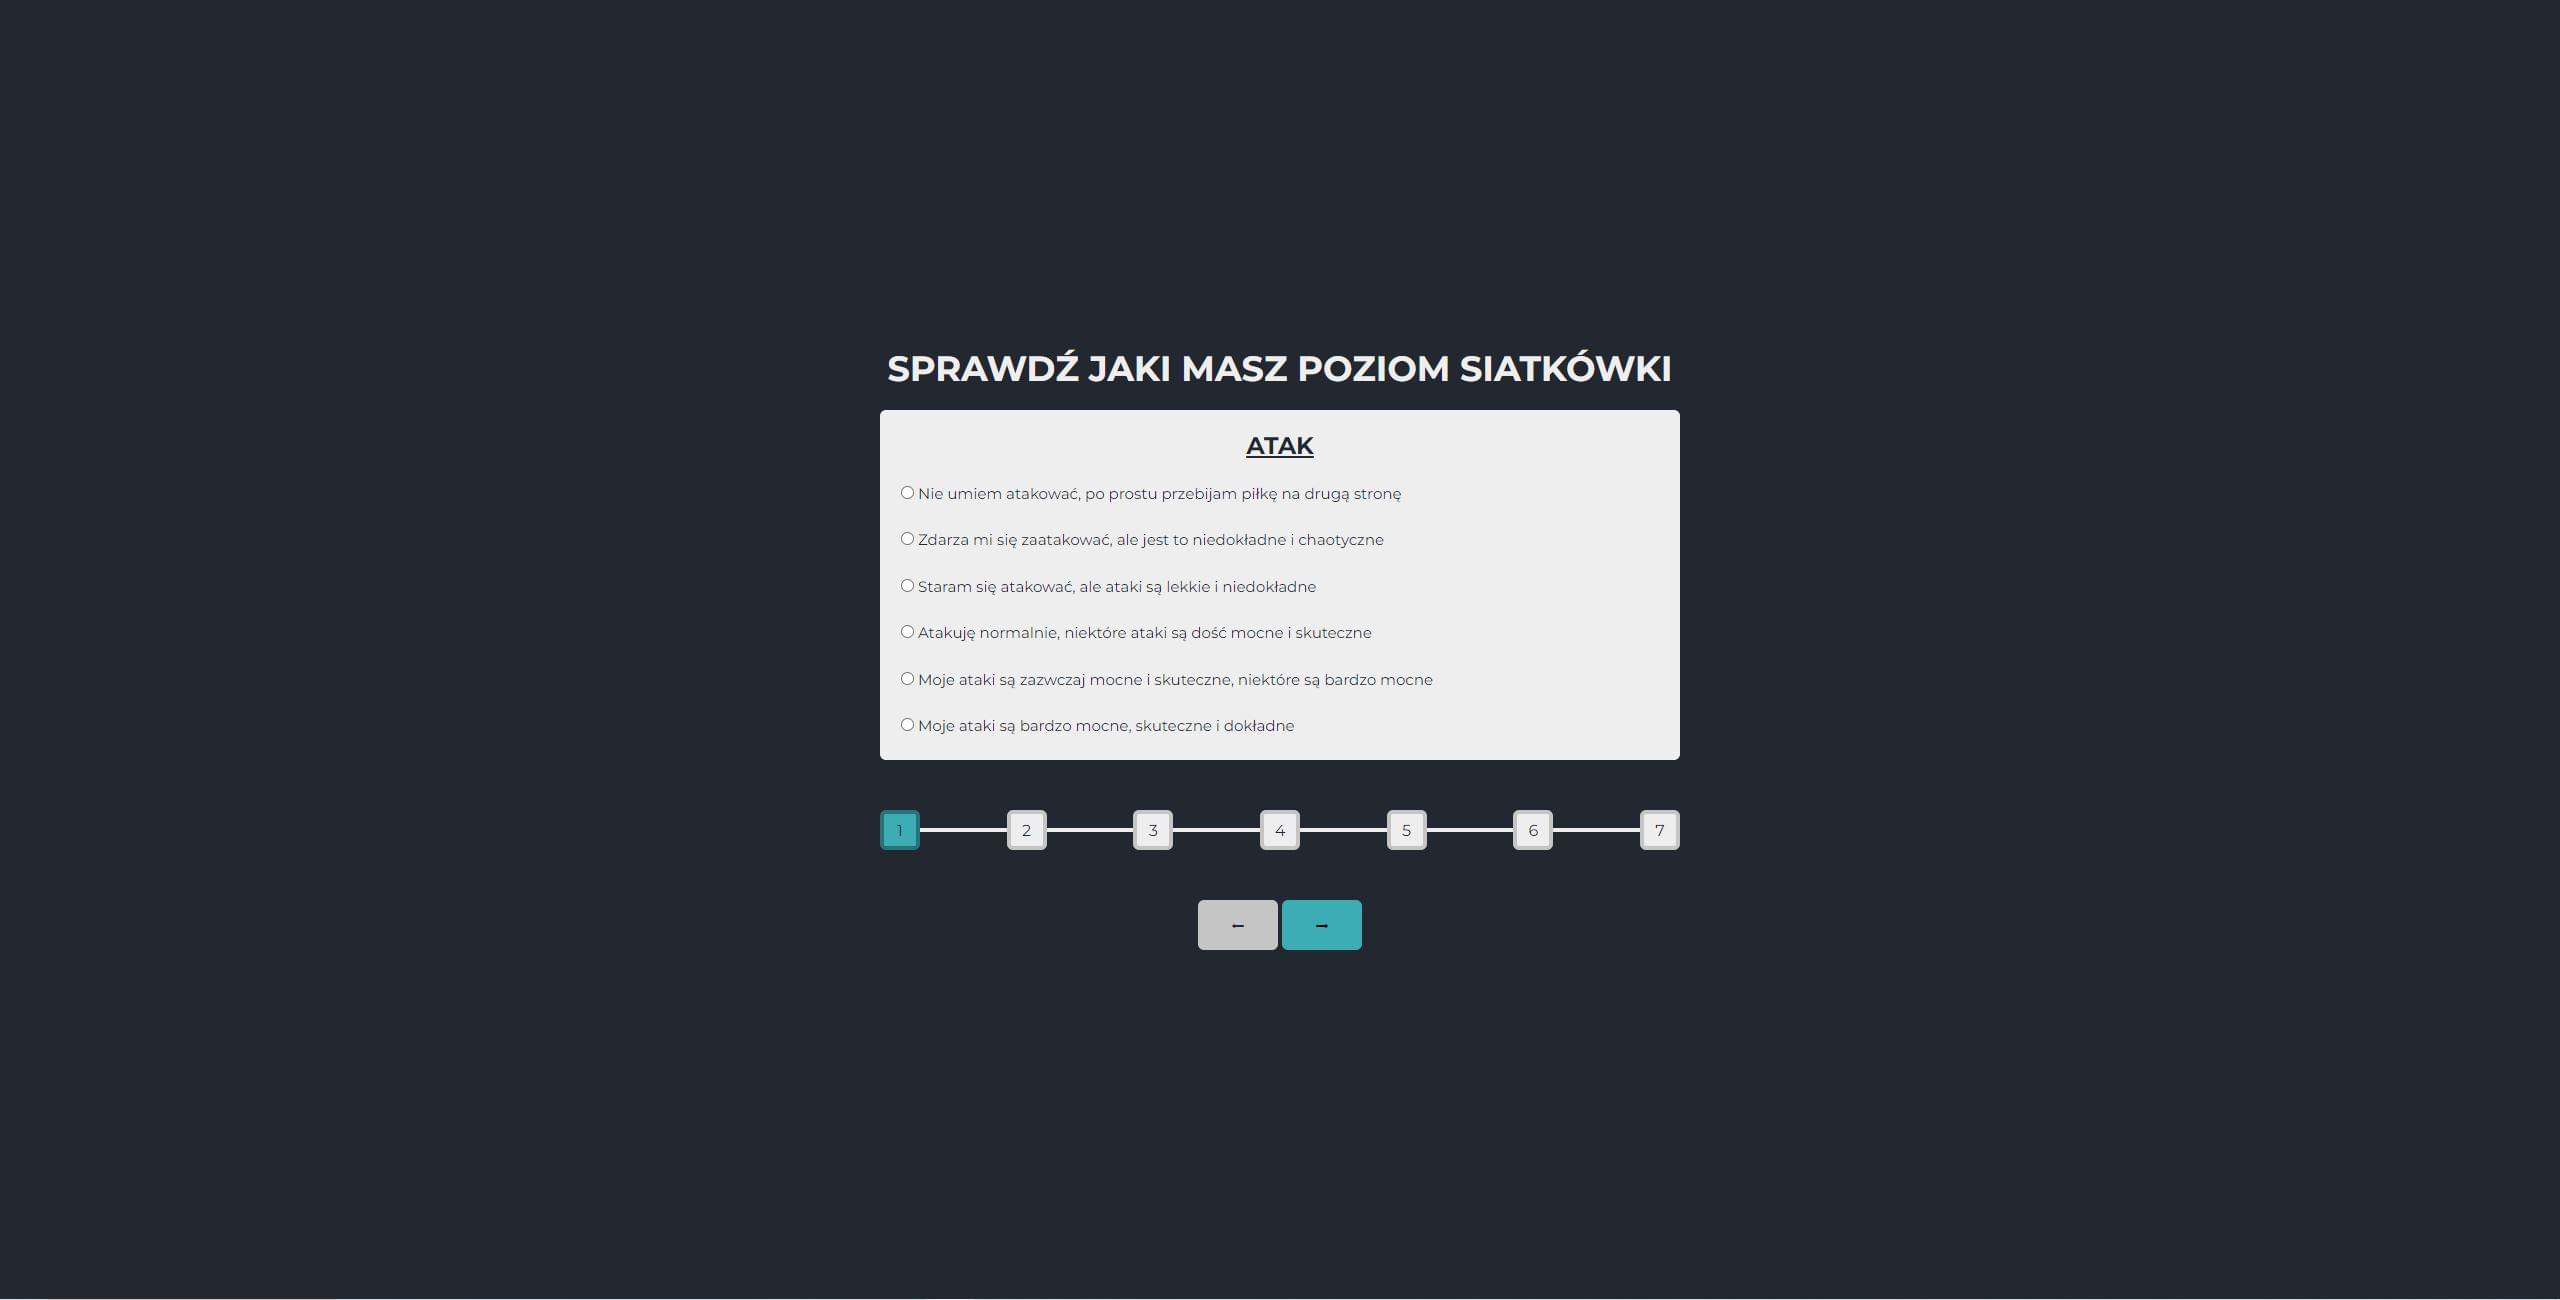 SPRAWDŹ JAKI MASZ POZIOM SIATKÓWKI
ATAK
Nie umiem atakować, po prostu przebijam piłkę na drugą stronę
Zdarza mi się zaatakować, ale jest to niedokładne i chaotyczne
Staram się atakować, ale ataki są lekkie i niedokładne
Atakuję normalnie, niektóre ataki są dość mocne i skuteczne
Moje ataki są zazwczaj mocne i skuteczne, niektóre są bardzo mocne
Moje ataki są bardzo mocne, skuteczne i dokładne
1 2 3 4 5 6 7
← →